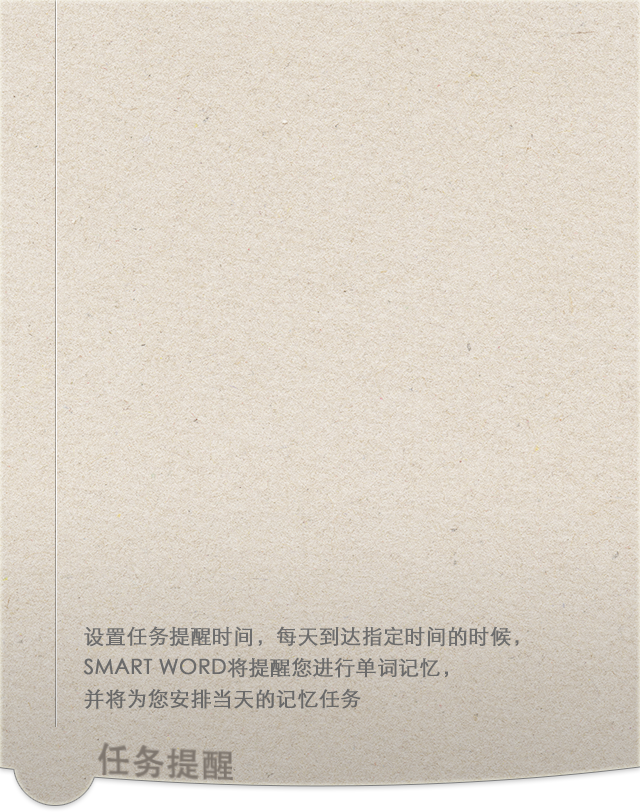 设置任务提醒时间，每天到达指定时间的时候，
SMART WORD将提醒您进行单词记忆，
并将为您安排当天的记忆任务
任务提醒